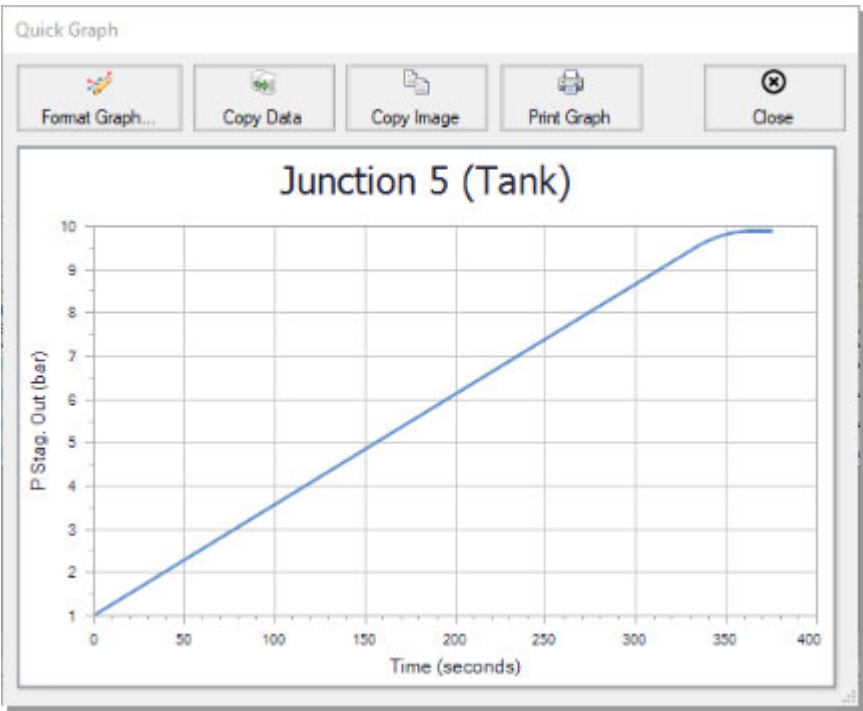 Quick Graph
Format Graph... Copy Data Copy Image Print Graph Close
Junction 5 (Tank)
10
9
8
7
6
5
4
3
2
1
P Stag. Out (bar)
0 50 100 150 200 250 300 350 400
Time (seconds)